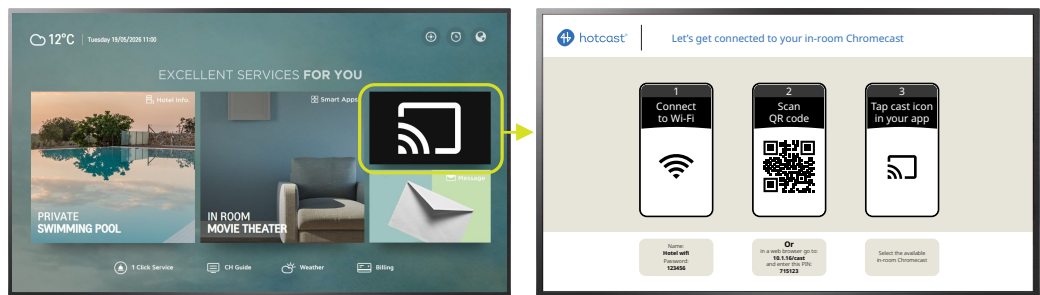 12°C
Tuesday 19/05/2026 11:00
EXCELLENT SERVICES FOR YOU
Hotel Info.
Smart Apps
PRIVATE
SWIMMING POOL
IN ROOM
MOVIE THEATER
Message
1 Click Service
CH Guide
Weather
Billing
hotcast
Let's get connected to your in-room Chromecast
1
Connect
to Wi-Fi
2
Scan
QR code
3
Tap cast icon
in your app
Name:
Hotel wifi
Password:
123456
Or
in a web browser go to
10.1.16/cast
and enter this PIN:
715123
Select the available
in-room Chromecast